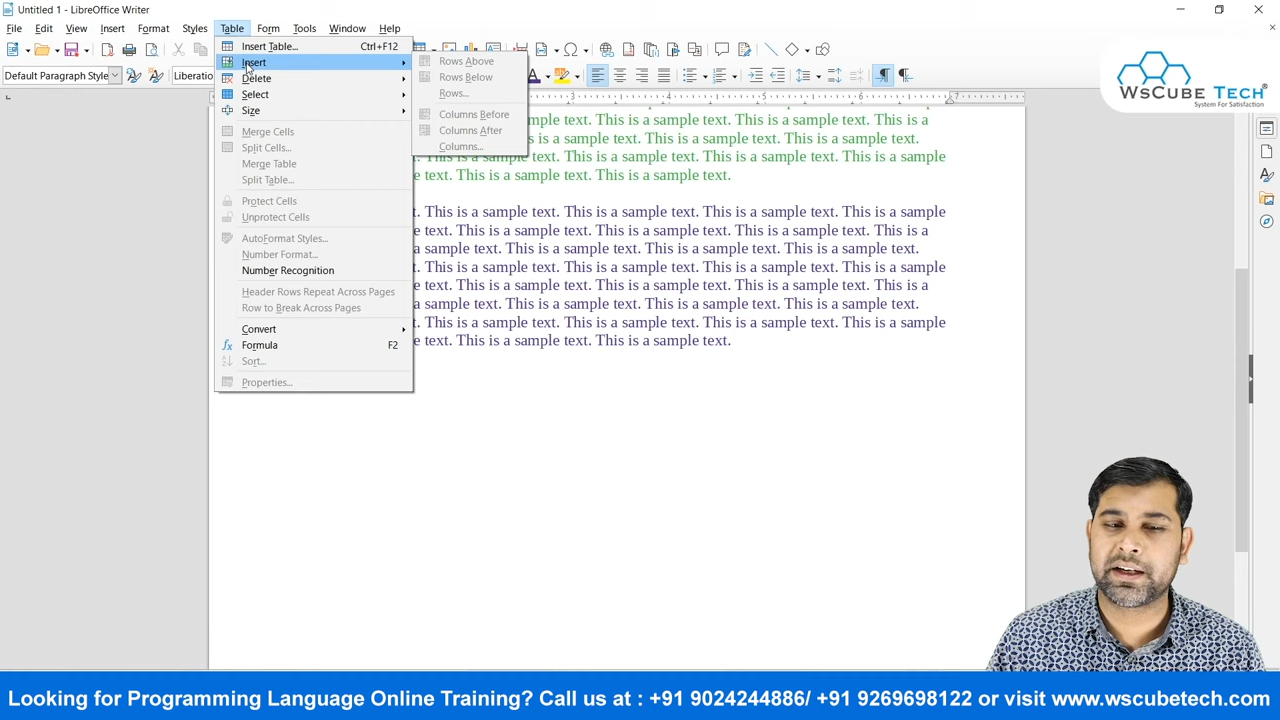 Untitled 1 - LibreOffice Writer
File Edit View Insert Format Styles Table Form Tools Window Help
Default Paragraph Style
Liberatio
Insert Table... Ctrl+F12
Insert
Delete
Select
Size
Merge Cells
Split Cells...
Merge Table
Split Table...
Protect Cells
Unprotect Cells
AutoFormat Styles...
Number Format...
Number Recognition
Header Rows Repeat Across Pages
Row to Break Across Pages
Convert
Formula F2
Sort...
Properties...
Rows Above
Rows Below
Rows...
Columns Before
Columns After
Columns...
3 4 5 6 7
mple text. This is a sample text. This is a sample text. This is a
s a sample text. This is a sample text. This is a sample text.
. This is a sample text. This is a sample text. This is a sample
e text. This is a sample text. This is a sample text.
t. This is a sample text. This is a sample text. This is a sample text. This is a sample
e text. This is a sample text. This is a sample text. This is a sample text. This is a
a sample text. This is a sample text. This is a sample text. This is a sample text.
t. This is a sample text. This is a sample text. This is a sample text. This is a sample
e text. This is a sample text. This is a sample text. This is a sample text. This is a
a sample text. This is a sample text. This is a sample text. This is a sample text.
t. This is a sample text. This is a sample text. This is a sample text. This is a sample
e text. This is a sample text. This is a sample text.
WsCube Tech®
System For Satisfaction
Looking for Programming Language Online Training? Call us at : +91 9024244886/ +91 9269698122 or visit www.wscubetech.com